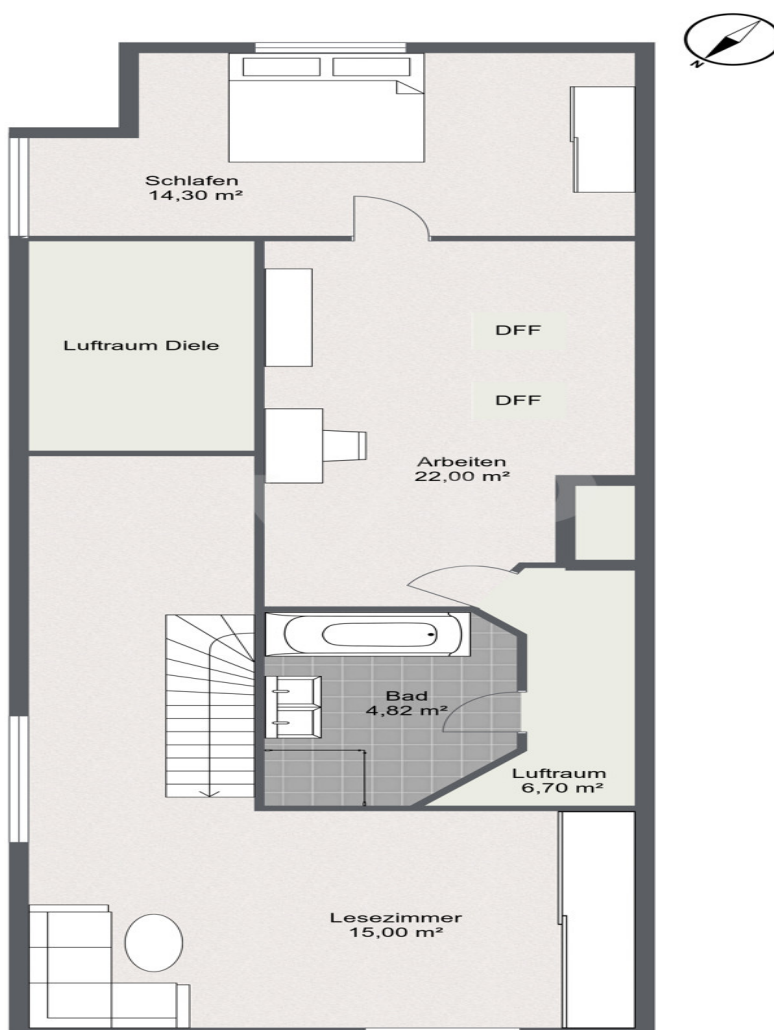 N
Schlafen
14,30 m²
Luftraum Diele
DFF
DFF
Arbeiten
22,00 m²
Bad
4,82 m²
Luftraum
6,70 m²
Lesezimmer
15,00 m²